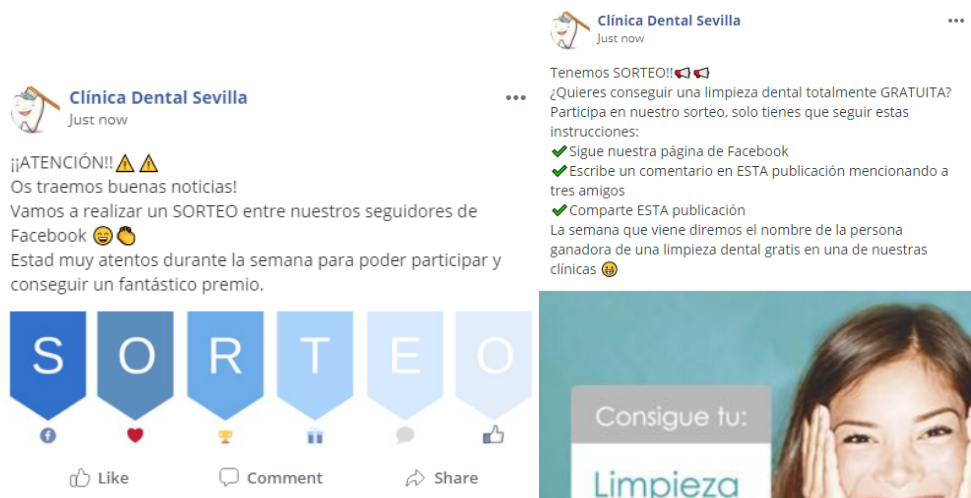 Clínica Dental Sevilla
Just now
¡¡ATENCIÓN!!⚠️⚠️
Os traemos buenas noticias!
Vamos a realizar un SORTEO entre nuestros seguidores de
Facebook 😄👏
Estad muy atentos durante la semana para poder participar y
conseguir un fantástico premio.
SORTEO
Like Comment Share
Clínica Dental Sevilla
Just now
Tenemos SORTEO!!📢📢
¿Quieres conseguir una limpieza dental totalmente GRATUITA?
Participa en nuestro sorteo, solo tienes que seguir estas
instrucciones:
✔Sigue nuestra página de Facebook
✔Escribe un comentario en ESTA publicación mencionando a
tres amigos
✔Comparte ESTA publicación
La semana que viene diremos el nombre de la persona
ganadora de una limpieza dental gratis en una de nuestras
clínicas 😁
Consigue tu:
Limpieza